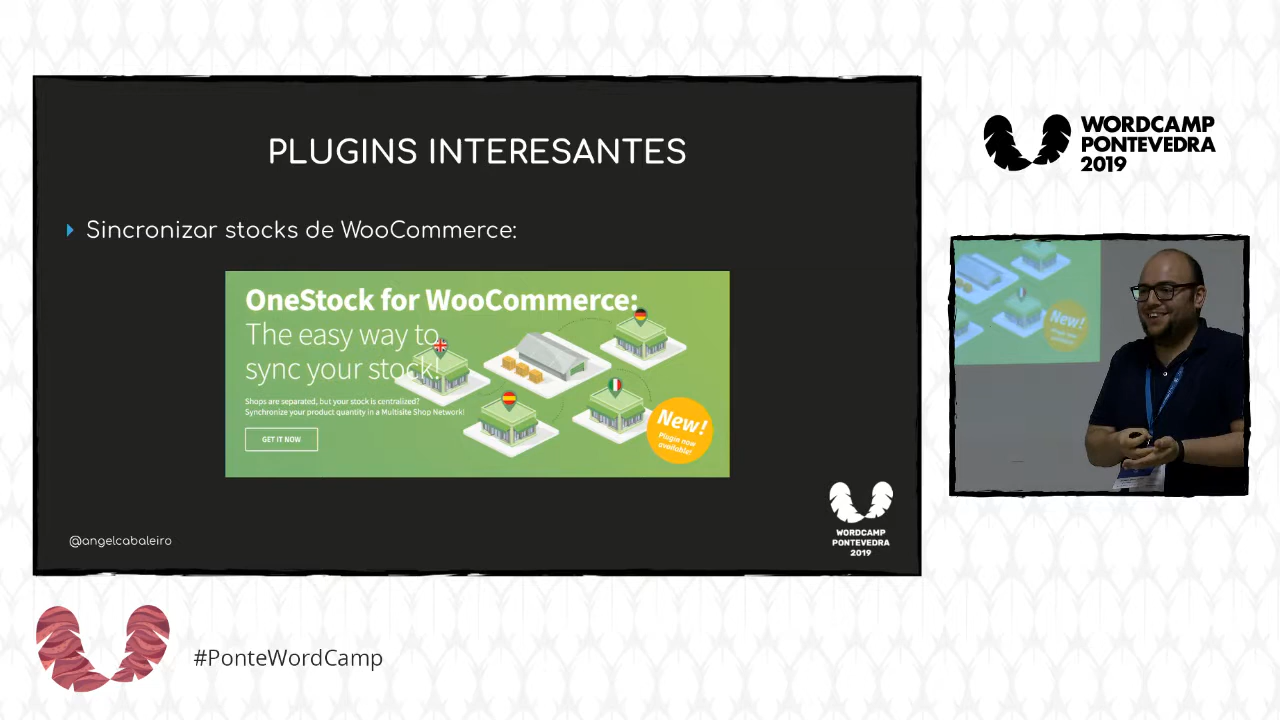 PLUGINS INTERESANTES
Sincronizar stocks de WooCommerce:
OneStock for WooCommerce:
The easy way to
sync your stock!
Shops are separated, but your stock is centralized?
Synchronize your product quantity in a Multisite Shop Network!
GET IT NOW
New!
Plugin now
available!
@angelcabaleiro
WORDCAMP
PONTEVEDRA
2019
WORDCAMP
PONTEVEDRA
2019
New!
#PonteWordCamp